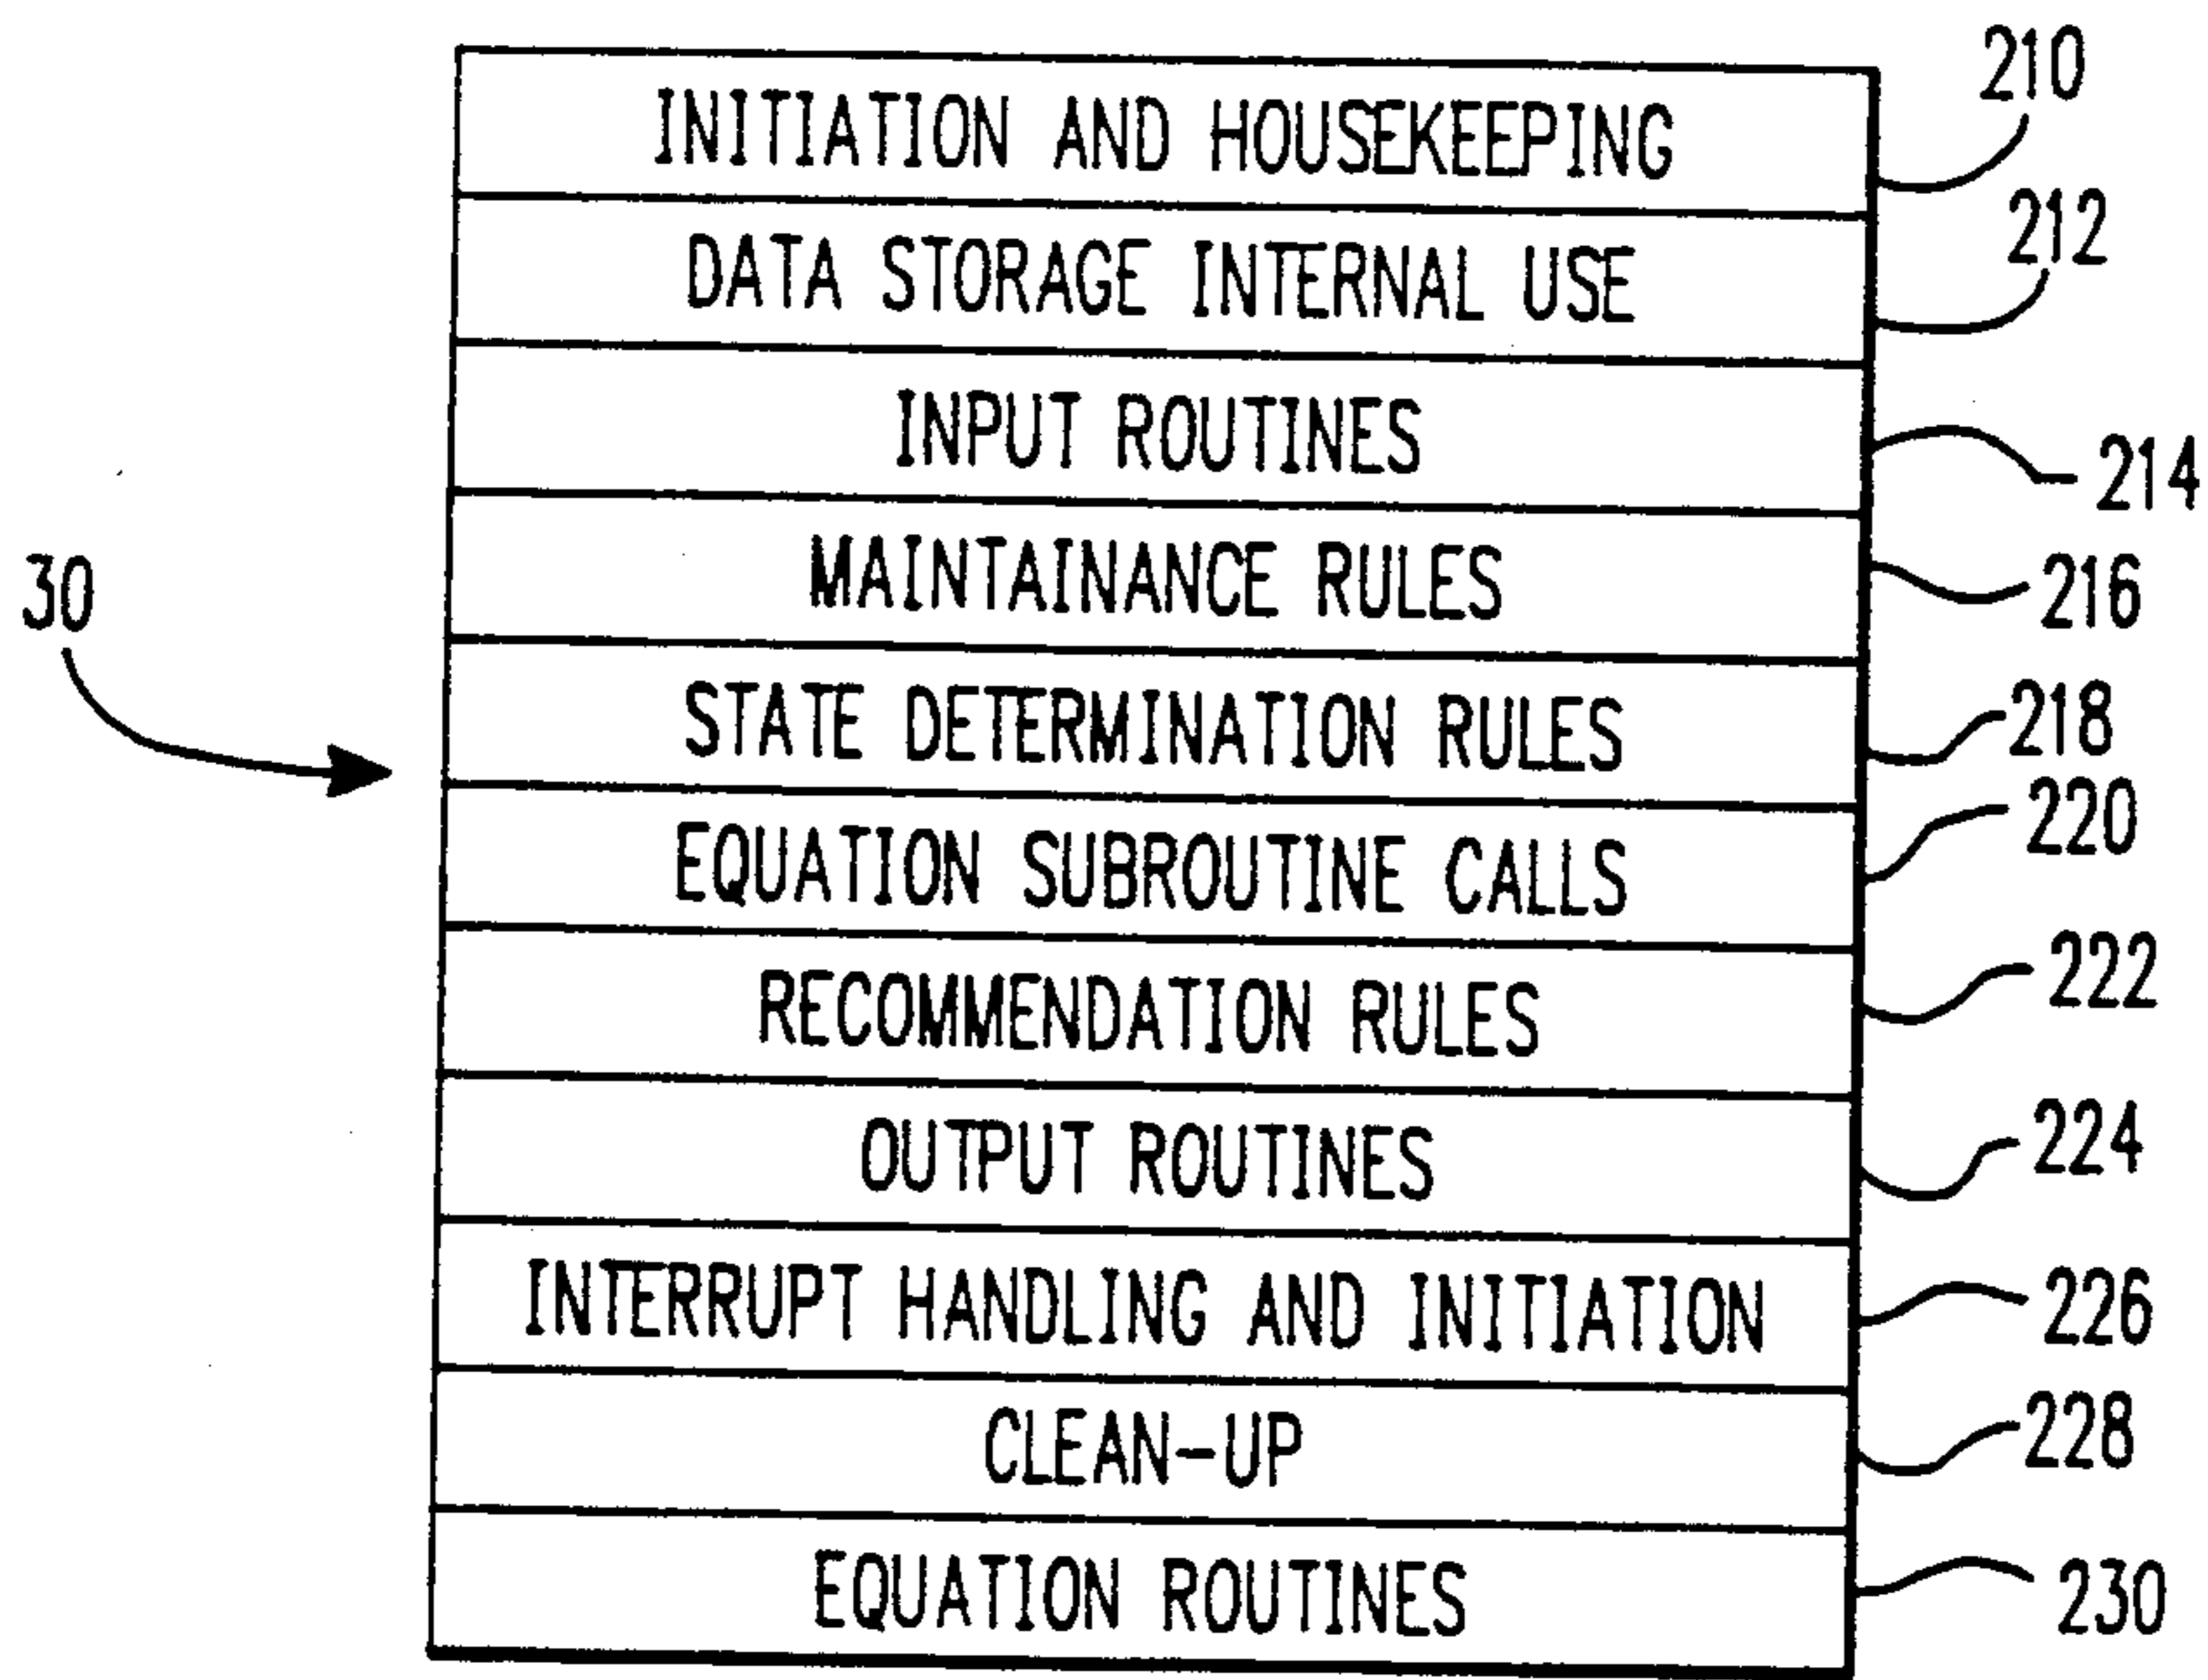 INITIATION AND HOUSEKEEPING 210
DATA STORAGE INTERNAL USE 212
INPUT ROUTINES 214
MAINTAINANCE RULES 216
30
STATE DETERMINATION RULES 218
EQUATION SUBROUTINE CALLS 220
RECOMMENDATION RULES 222
OUTPUT ROUTINES 224
INTERRUPT HANDLING AND INITIATION 226
CLEAN-UP 228
EQUATION ROUTINES 230